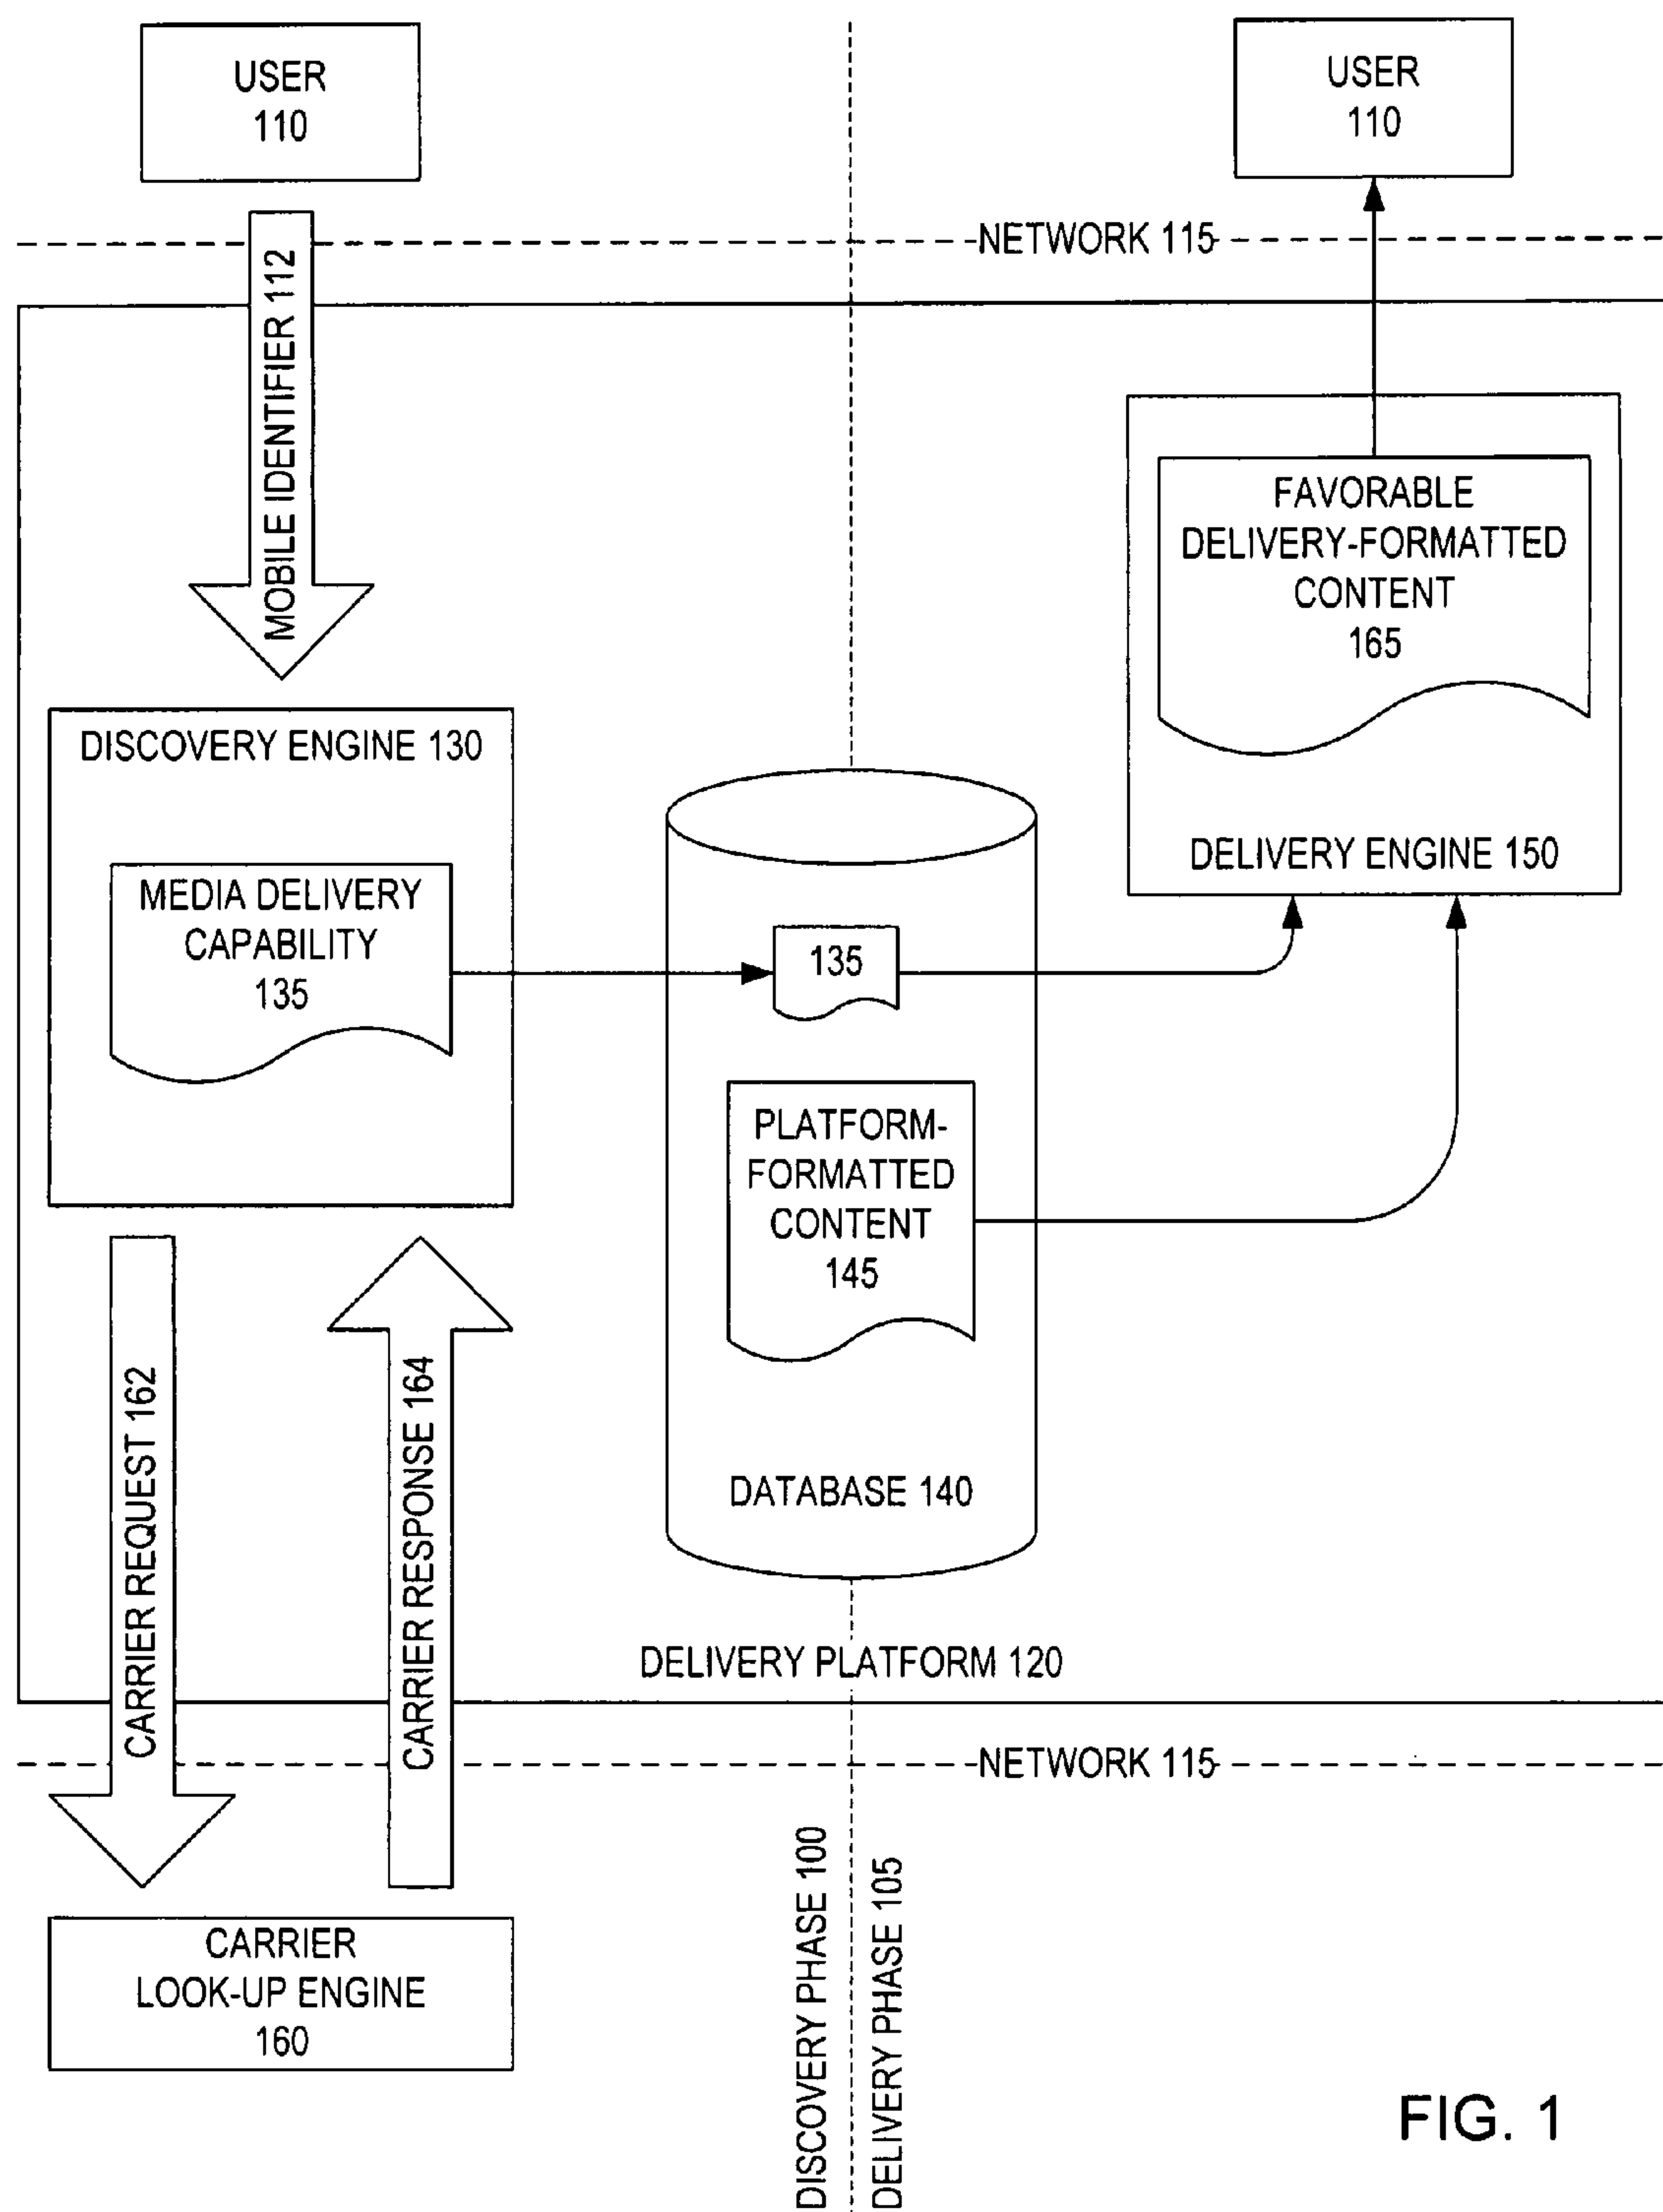 USER
110
USER
110
NETWORK 115
MOBILE IDENTIFIER 112
FAVORABLE
DELIVERY-FORMATTED
CONTENT
165
DELIVERY ENGINE 150
DISCOVERY ENGINE 130
MEDIA DELIVERY
CAPABILITY
135
135
PLATFORM-
FORMATTED
CONTENT
145
DATABASE 140
CARRIER REQUEST 162
CARRIER RESPONSE 164
DELIVERY PLATFORM 120
NETWORK 115
CARRIER
LOOK-UP ENGINE
160
DISCOVERY PHASE 100
DELIVERY PHASE 105
FIG. 1